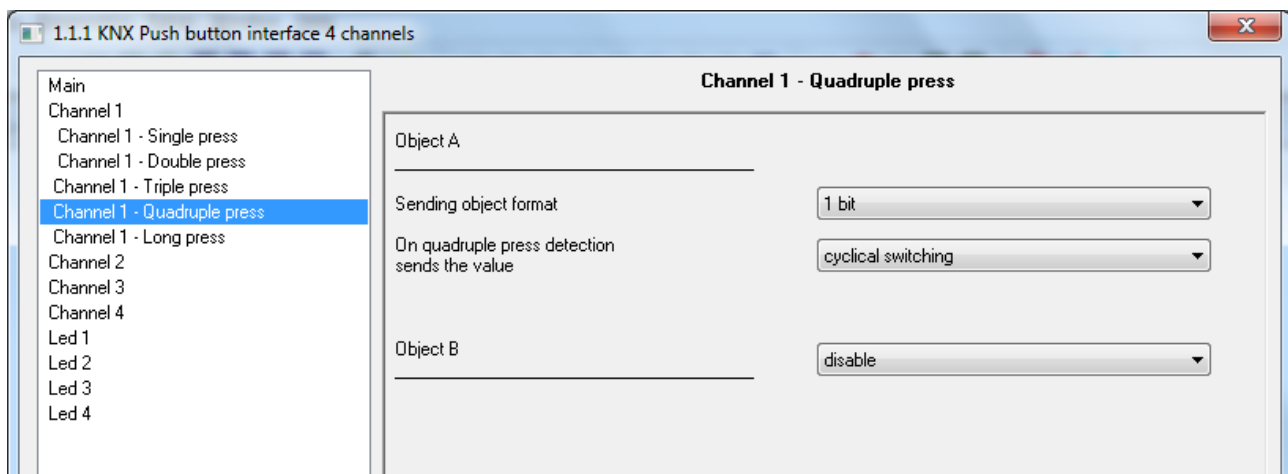 1.1.1 KNX Push button interface 4 channels
Main
Channel 1
Channel 1 - Single press
Channel 1 - Double press
Channel 1 - Triple press
Channel 1 - Quadruple press
Channel 1 - Long press
Channel 2
Channel 3
Channel 4
Led 1
Led 2
Led 3
Led 4
Channel 1 - Quadruple press
Object A
Sending object format
1 bit
On quadruple press detection
sends the value
cyclical switching
Object B
disable